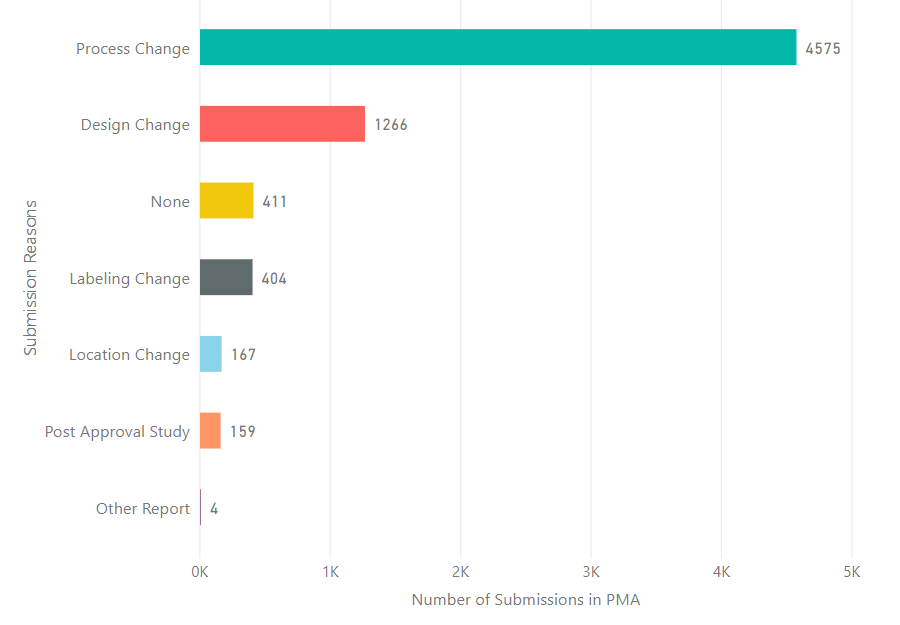 Submission Reasons
Process Change 4575
Design Change 1266
None 411
Labeling Change 404
Location Change 167
Post Approval Study 159
Other Report 4
0K 1K 2K 3K 4K 5K
Number of Submissions in PMA